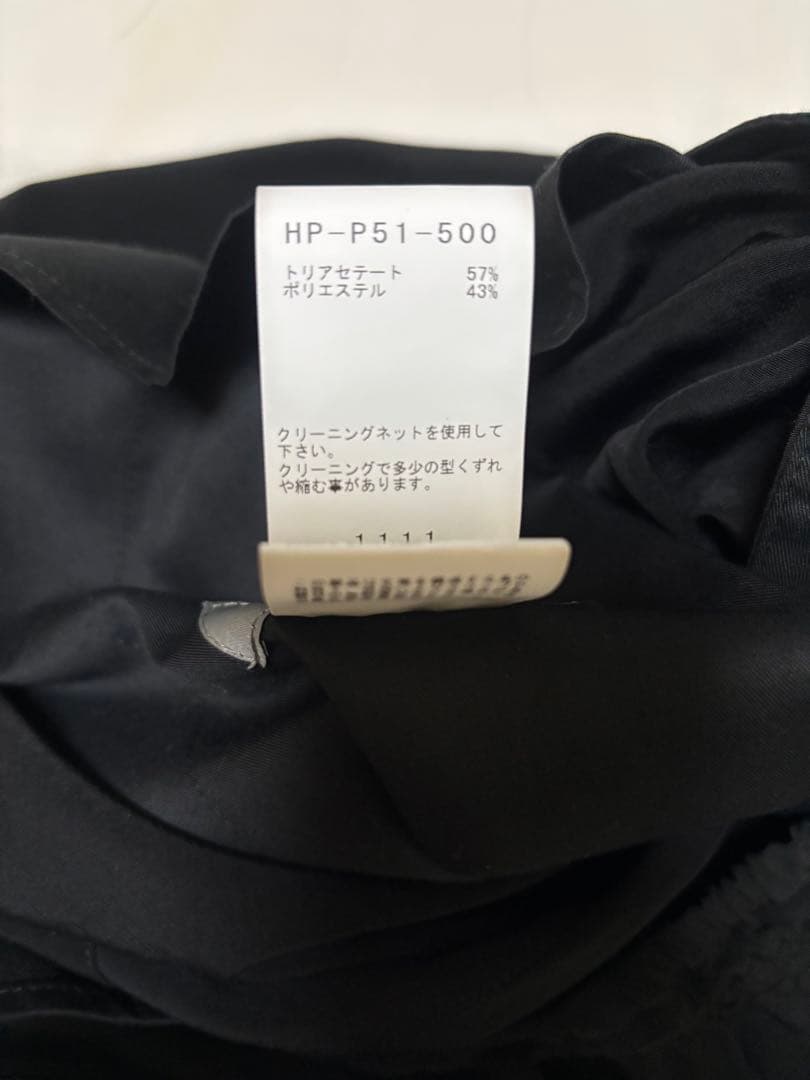 HP-P51-500
トリアセテート 57%
ポリエステル 43%
クリーニングネットを使用して
下さい。
クリーニングで多少の型くずれ
や縮む事があります。
1111